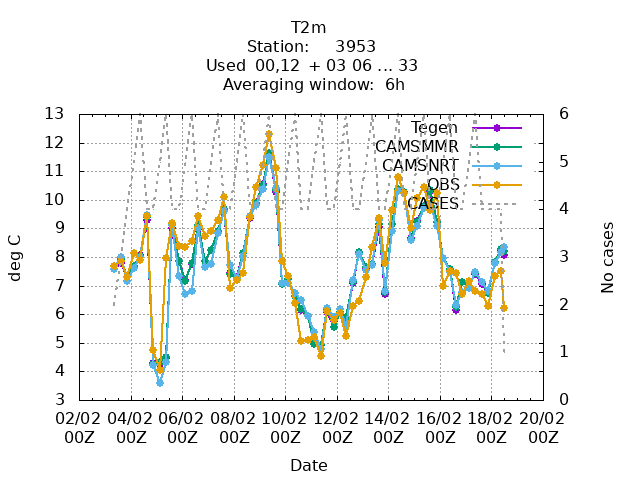 T2m
Station:     3953
Used  00,12  + 03 06 ... 33
Averaging window:  6h
13
12
11
10
9
8
7
6
5
4
3
deg C
6
5
4
3
2
1
0
No cases
Tegen
CAMSMMR
CAMSNRT
OBS
CASES
02/02 04/02 06/02 08/02 10/02 12/02 14/02 16/02 18/02 20/02
00Z 00Z 00Z 00Z 00Z 00Z 00Z 00Z 00Z 00Z
Date